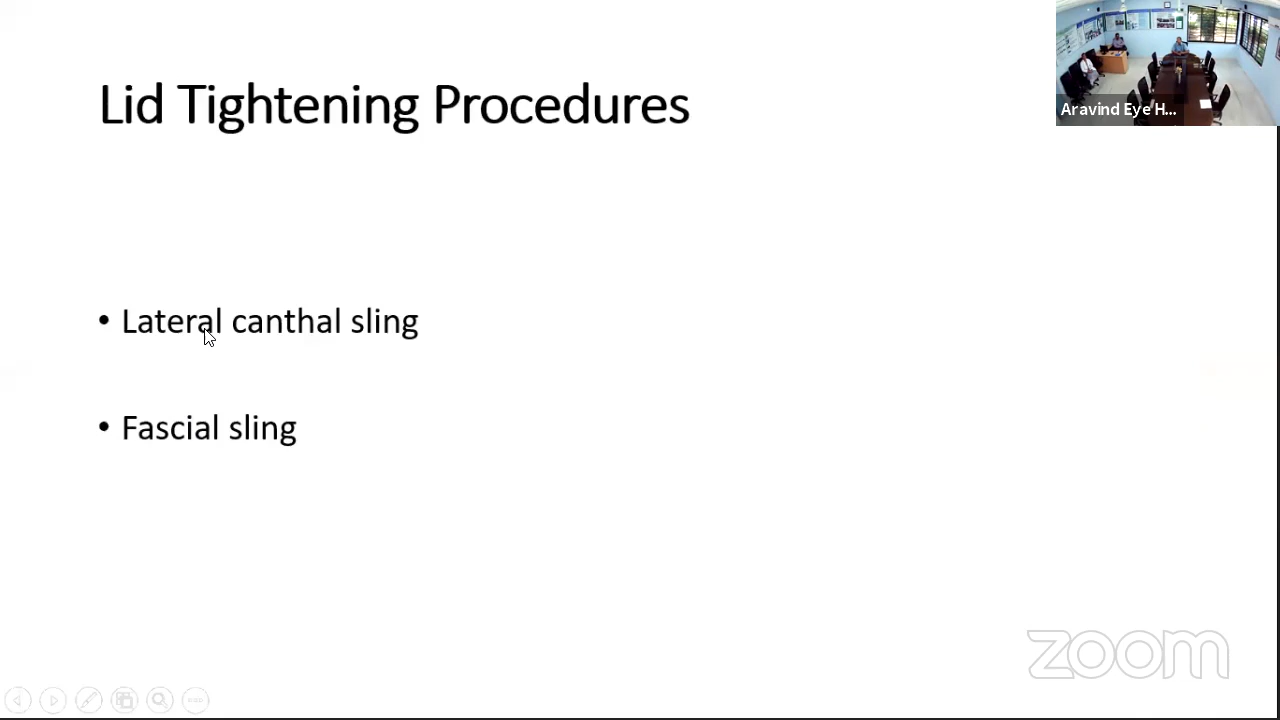 Lid Tightening Procedures
Aravind Eye H...
• Lateral canthal sling
• Fascial sling
zoom